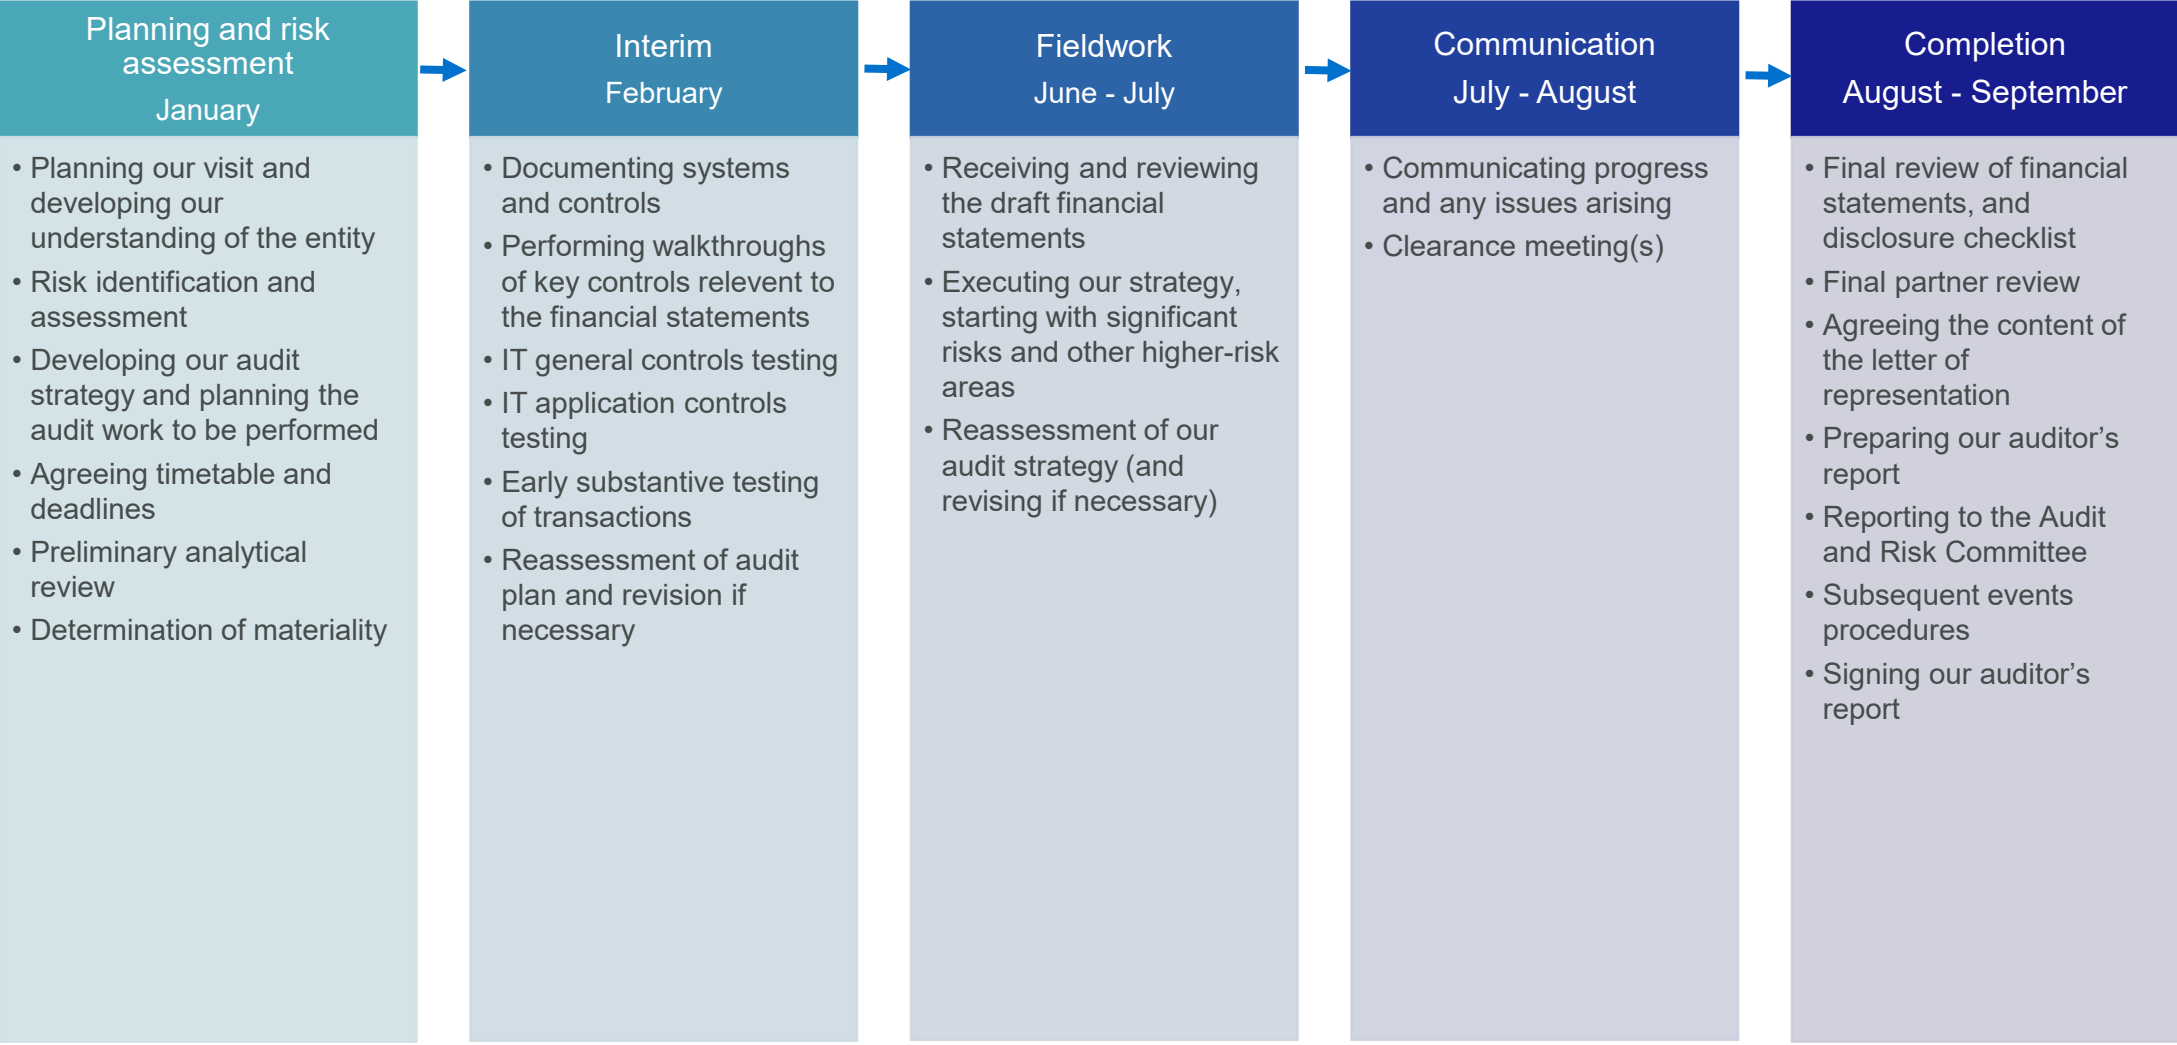 Planning and risk
assessment
January
• Planning our visit and
developing our
understanding of the entity
• Risk identification and
assessment
• Developing our audit
strategy and planning the
audit work to be performed
• Agreeing timetable and
deadlines
• Preliminary analytical
review
• Determination of materiality
Interim
February
• Documenting systems
and controls
• Performing walkthroughs
of key controls relevent to
the financial statements
• IT general controls testing
• IT application controls
testing
• Early substantive testing
of transactions
• Reassessment of audit
plan and revision if
necessary
Fieldwork
June - July
• Receiving and reviewing
the draft financial
statements
• Executing our strategy,
starting with significant
risks and other higher-risk
areas
• Reassessment of our
audit strategy (and
revising if necessary)
Communication
July - August
• Communicating progress
and any issues arising
• Clearance meeting(s)
Completion
August - September
• Final review of financial
statements, and
disclosure checklist
• Final partner review
• Agreeing the content of
the letter of
representation
• Preparing our auditor’s
report
• Reporting to the Audit
and Risk Committee
• Subsequent events
procedures
• Signing our auditor’s
report